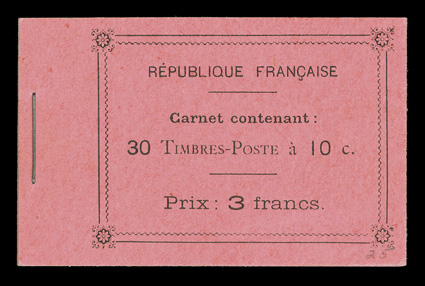 RÉPUBLIQUE FRANÇAISE
Carnet contenant :
30 TIMBRES-POSTE à 10 c.
Prix : 3 francs.